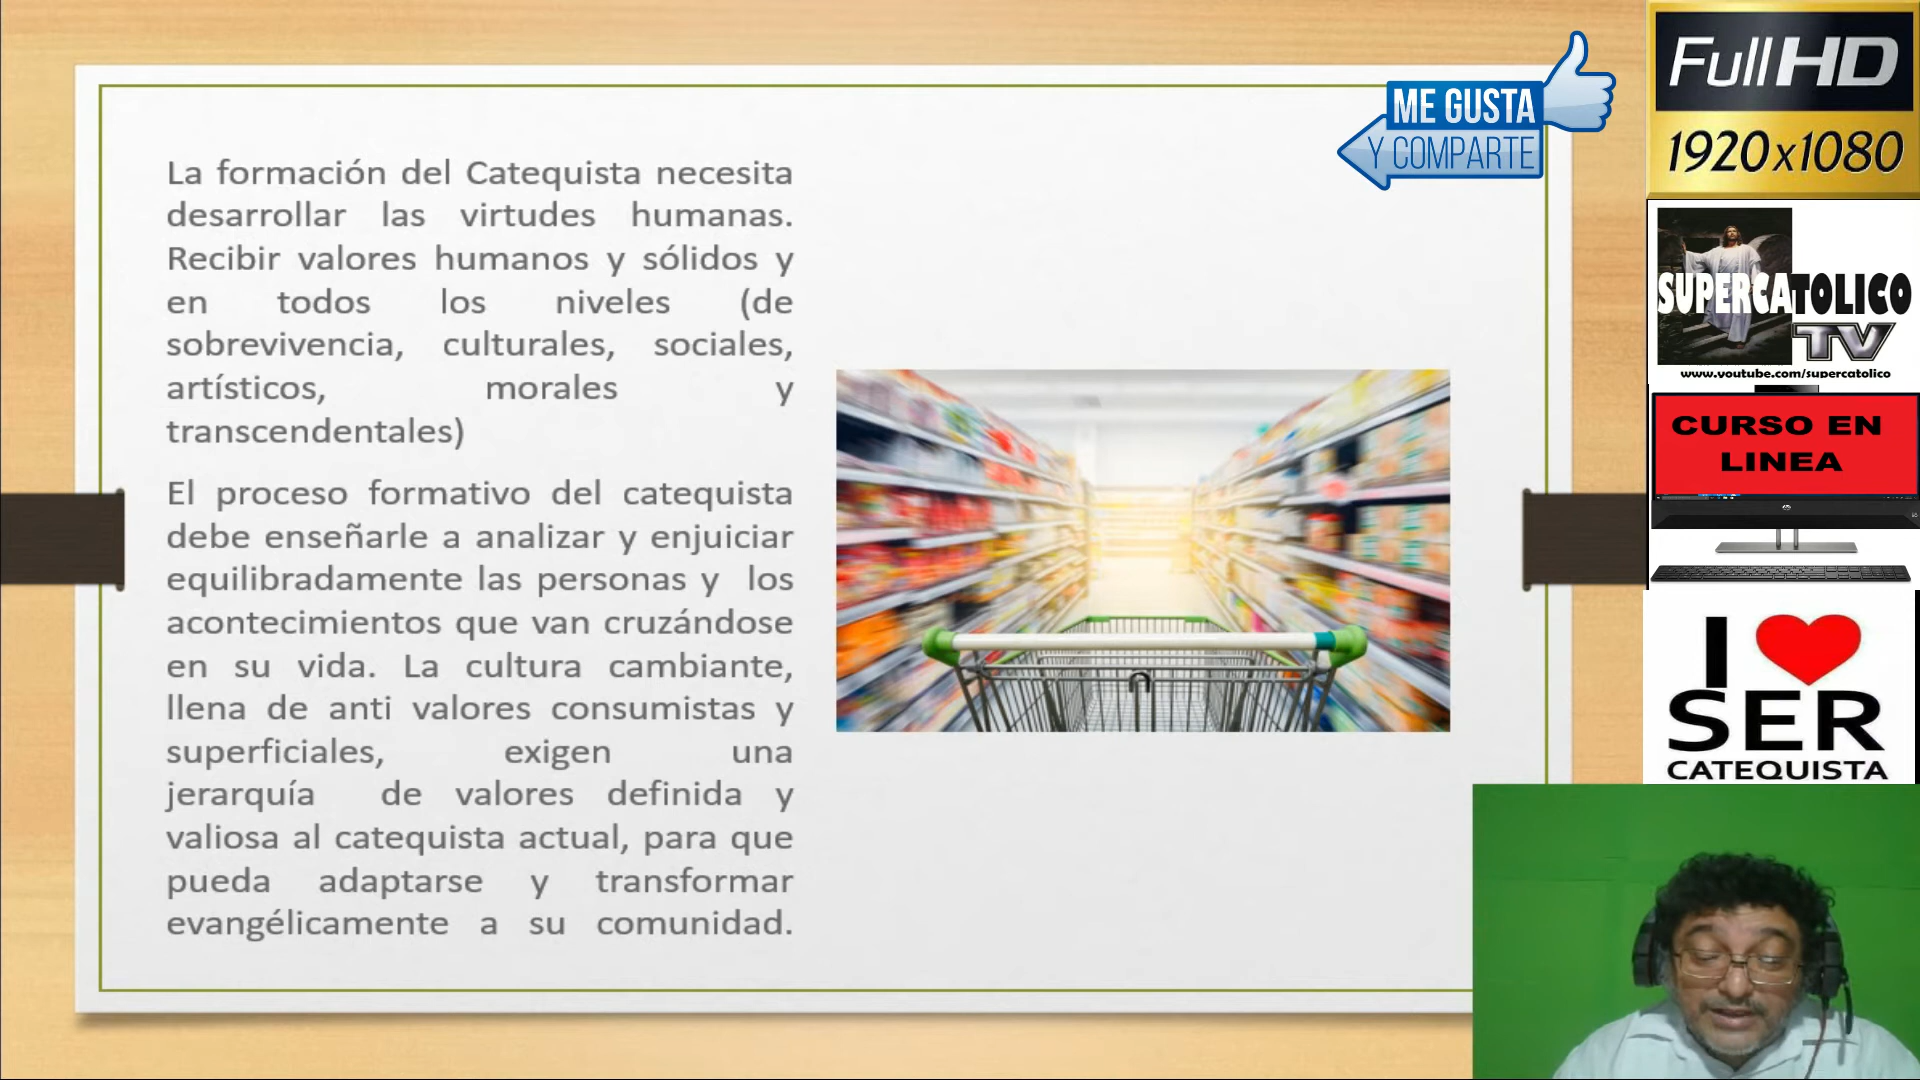 La formación del Catequista necesita
desarrollar las virtudes humanas.
Recibir valores humanos y sólidos y
en todos los niveles (de
sobrevivencia, culturales, sociales,
artísticos, morales y
transcendentales)
El proceso formativo del catequista
debe enseñarle a analizar y enjuiciar
equilibradamente las personas y los
acontecimientos que van cruzándose
en su vida. La cultura cambiante,
llena de anti valores consumistas y
superficiales, exigen una
jerarquía de valores definida y
valiosa al catequista actual, para que
pueda adaptarse y transformar
evangélicamente a su comunidad.
ME GUSTA
Y COMPARTE
Full HD
1920x1080
SUPERCATOLICO
TV
www.youtube.com/supercatolico
CURSO EN
LINEA
hp
I
SER
CATEQUISTA